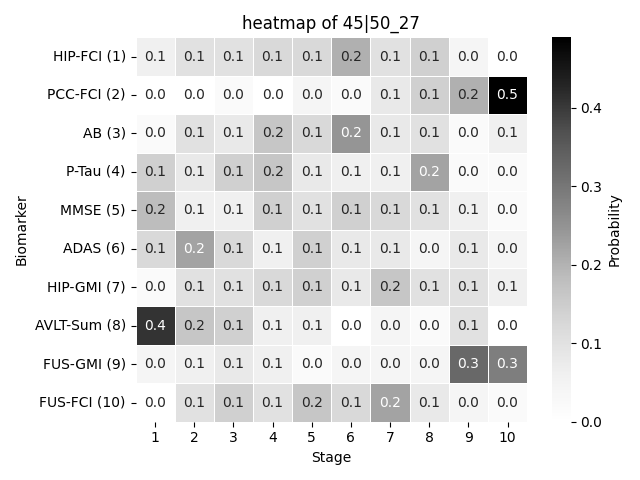 heatmap of 45|50_27
HIP-FCI (1) 0.1 0.1 0.1 0.1 0.1 0.2 0.1 0.1 0.0 0.0
PCC-FCI (2) 0.0 0.0 0.0 0.0 0.0 0.0 0.1 0.1 0.2 0.5
AB (3) 0.0 0.1 0.1 0.2 0.1 0.2 0.1 0.1 0.0 0.1
P-Tau (4) 0.1 0.1 0.1 0.2 0.1 0.1 0.1 0.2 0.0 0.0
MMSE (5) 0.2 0.1 0.1 0.1 0.1 0.1 0.1 0.1 0.1 0.0
ADAS (6) 0.1 0.2 0.1 0.1 0.1 0.1 0.1 0.0 0.1 0.0
HIP-GMI (7) 0.0 0.1 0.1 0.1 0.1 0.1 0.2 0.1 0.1 0.1
AVLT-Sum (8) 0.4 0.2 0.1 0.1 0.1 0.0 0.0 0.0 0.1 0.0
FUS-GMI (9) 0.0 0.1 0.1 0.1 0.0 0.0 0.0 0.0 0.3 0.3
FUS-FCI (10) 0.0 0.1 0.1 0.1 0.2 0.1 0.2 0.1 0.0 0.0
1 2 3 4 5 6 7 8 9 10
Stage
Biomarker
0.4
0.3
0.2
0.1
0.0
Probability